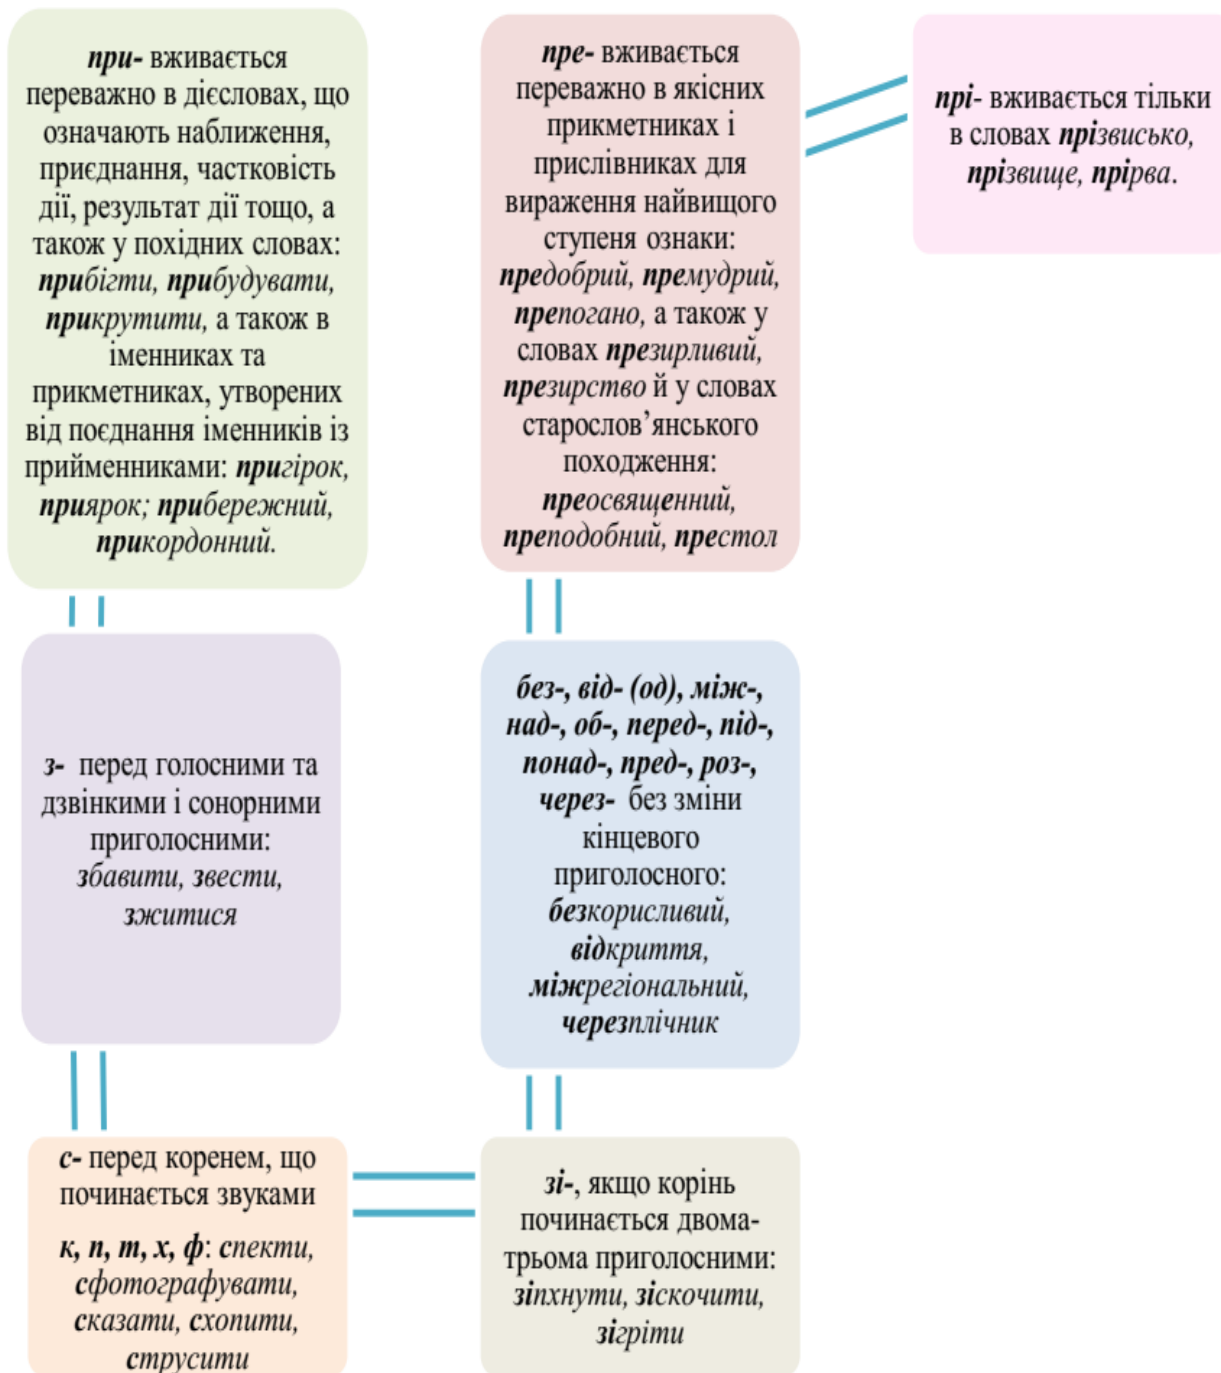 при- вживається
переважно в дієсловах, що
означають наближення,
приєднання, частковість
дії, результат дії тощо, а
також у похідних словах:
прибігти, прибудувати,
прикрутити, а також в
іменниках та
прикметниках, утворених
від поєднання іменників із
прийменниками: пригірок,
приярок; прибережний,
прикордонний.
пре- вживається
переважно в якісних
прикметниках і
прислівниках для
вираження найвищого
ступеня ознаки:
предобрий, премудрий,
препогано, а також у
словах презирливий,
презирство й у словах
старослов’янського
походження:
преосвященний,
преподобний, престол
прі- вживається тільки
в словах прізвисько,
прізвище, прірва.
з- перед голосними та
дзвінкими і сонорними
приголосними:
збавити, звести,
зжитися
без-, від- (од), між-,
над-, об-, перед-, під-,
понад-, пред-, роз-,
через- без зміни
кінцевого
приголосного:
безкорисливий,
відкриття,
міжрегіональний,
черезплічник
с- перед коренем, що
починається звуками
к, п, т, х, ф: спекти,
сфотографувати,
сказати, схопити,
струсити
зі-, якщо корінь
починається двома-
трьома приголосними:
зіпхнути, зіскочити,
зігріти